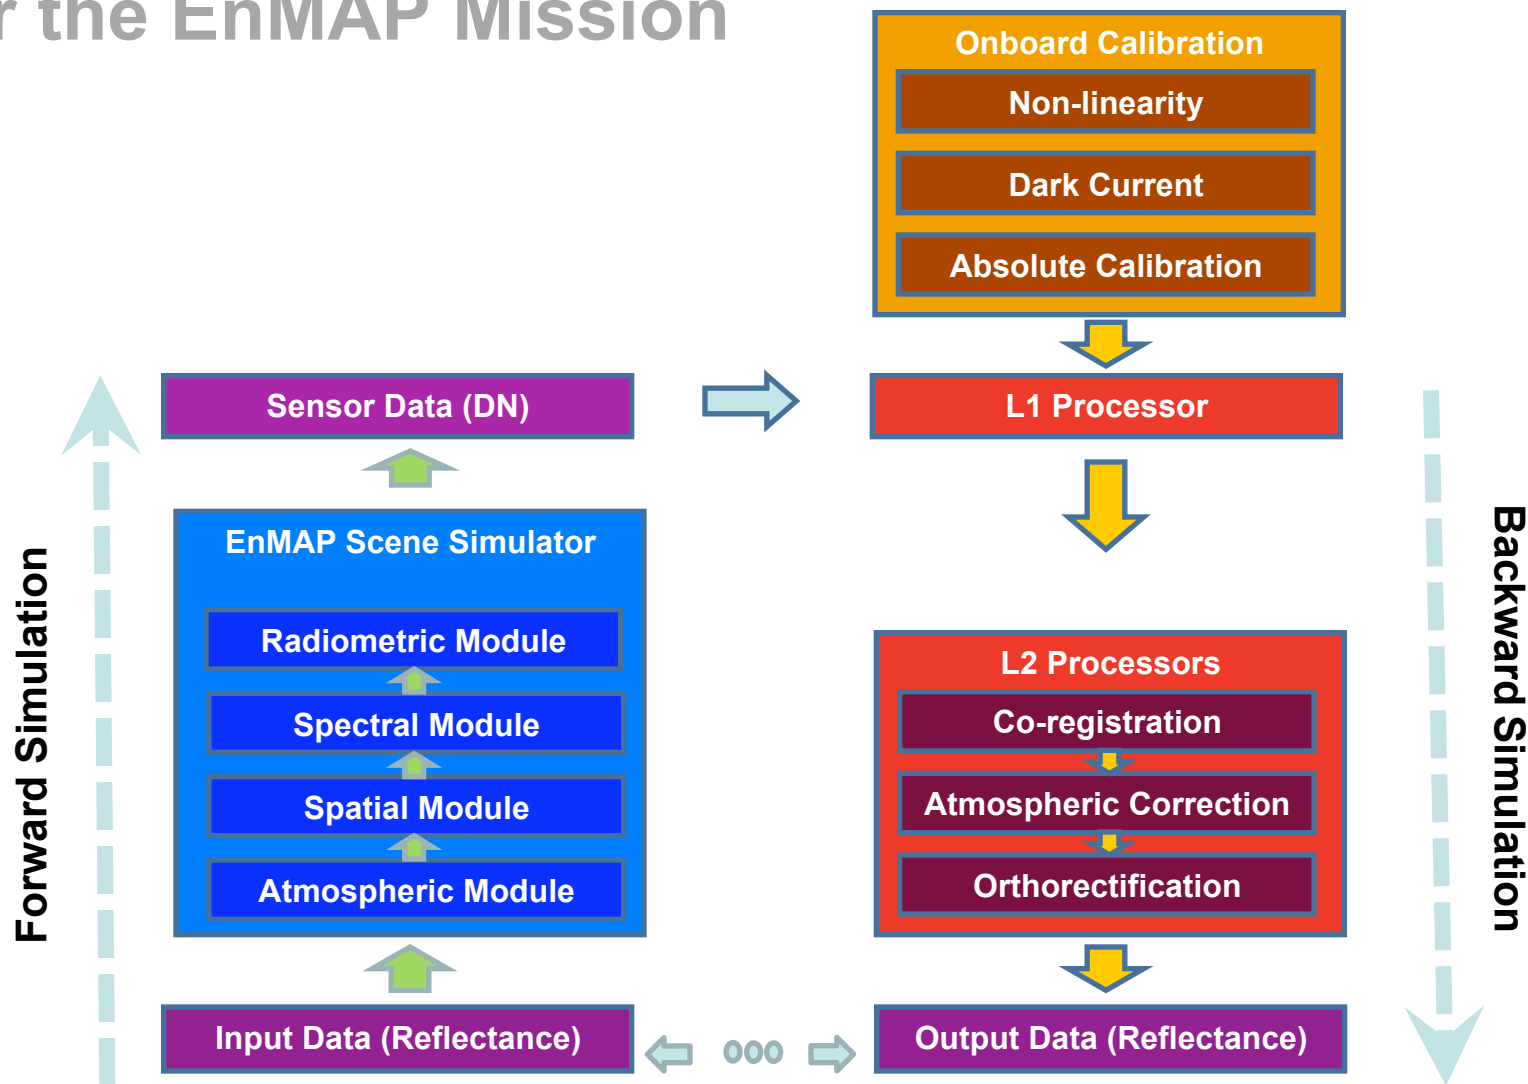 r the EnMAP Mission
Onboard Calibration
Non-linearity
Dark Current
Absolute Calibration
Sensor Data (DN)
L1 Processor
EnMAP Scene Simulator
Radiometric Module
Spectral Module
Spatial Module
Atmospheric Module
L2 Processors
Co-registration
Atmospheric Correction
Orthorectification
Input Data (Reflectance)
Output Data (Reflectance)
Forward Simulation
Backward Simulation